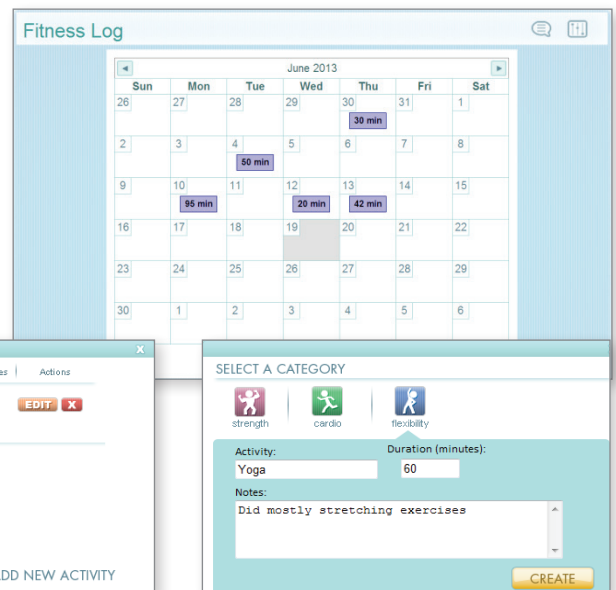 Fitness Log
June 2013
Sun Mon Tue Wed Thu Fri Sat
26 27 28 29 30 31 1
30 min
2 3 4 5 6 7 8
50 min
9 10 11 12 13 14 15
95 min 20 min 42 min
16 17 18 19 20 21 22
23 24 25 26 27 28 29
30 1 2 3 4 5 6
X
Actions
EDIT X
DD NEW ACTIVITY
SELECT A CATEGORY
strength cardio flexibility
Activity: Duration (minutes):
Yoga 60
Notes:
Did mostly stretching exercises
CREATE